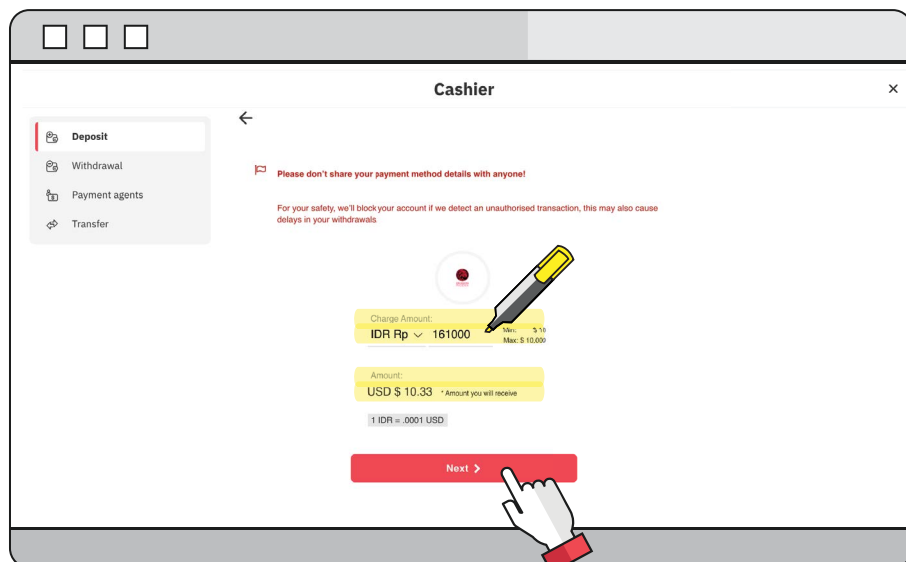 Cashier
Deposit
Withdrawal
Payment agents
Transfer
Please don't share your payment method details with anyone!
For your safety, we'll block your account if we detect an unauthorised transaction, this may also cause
delays in your withdrawals
Charge Amount:
IDR Rp 161000
Min: $ 10
Max: $ 10,000
Amount:
USD $ 10.33 * Amount you will receive
1 IDR = .0001 USD
Next